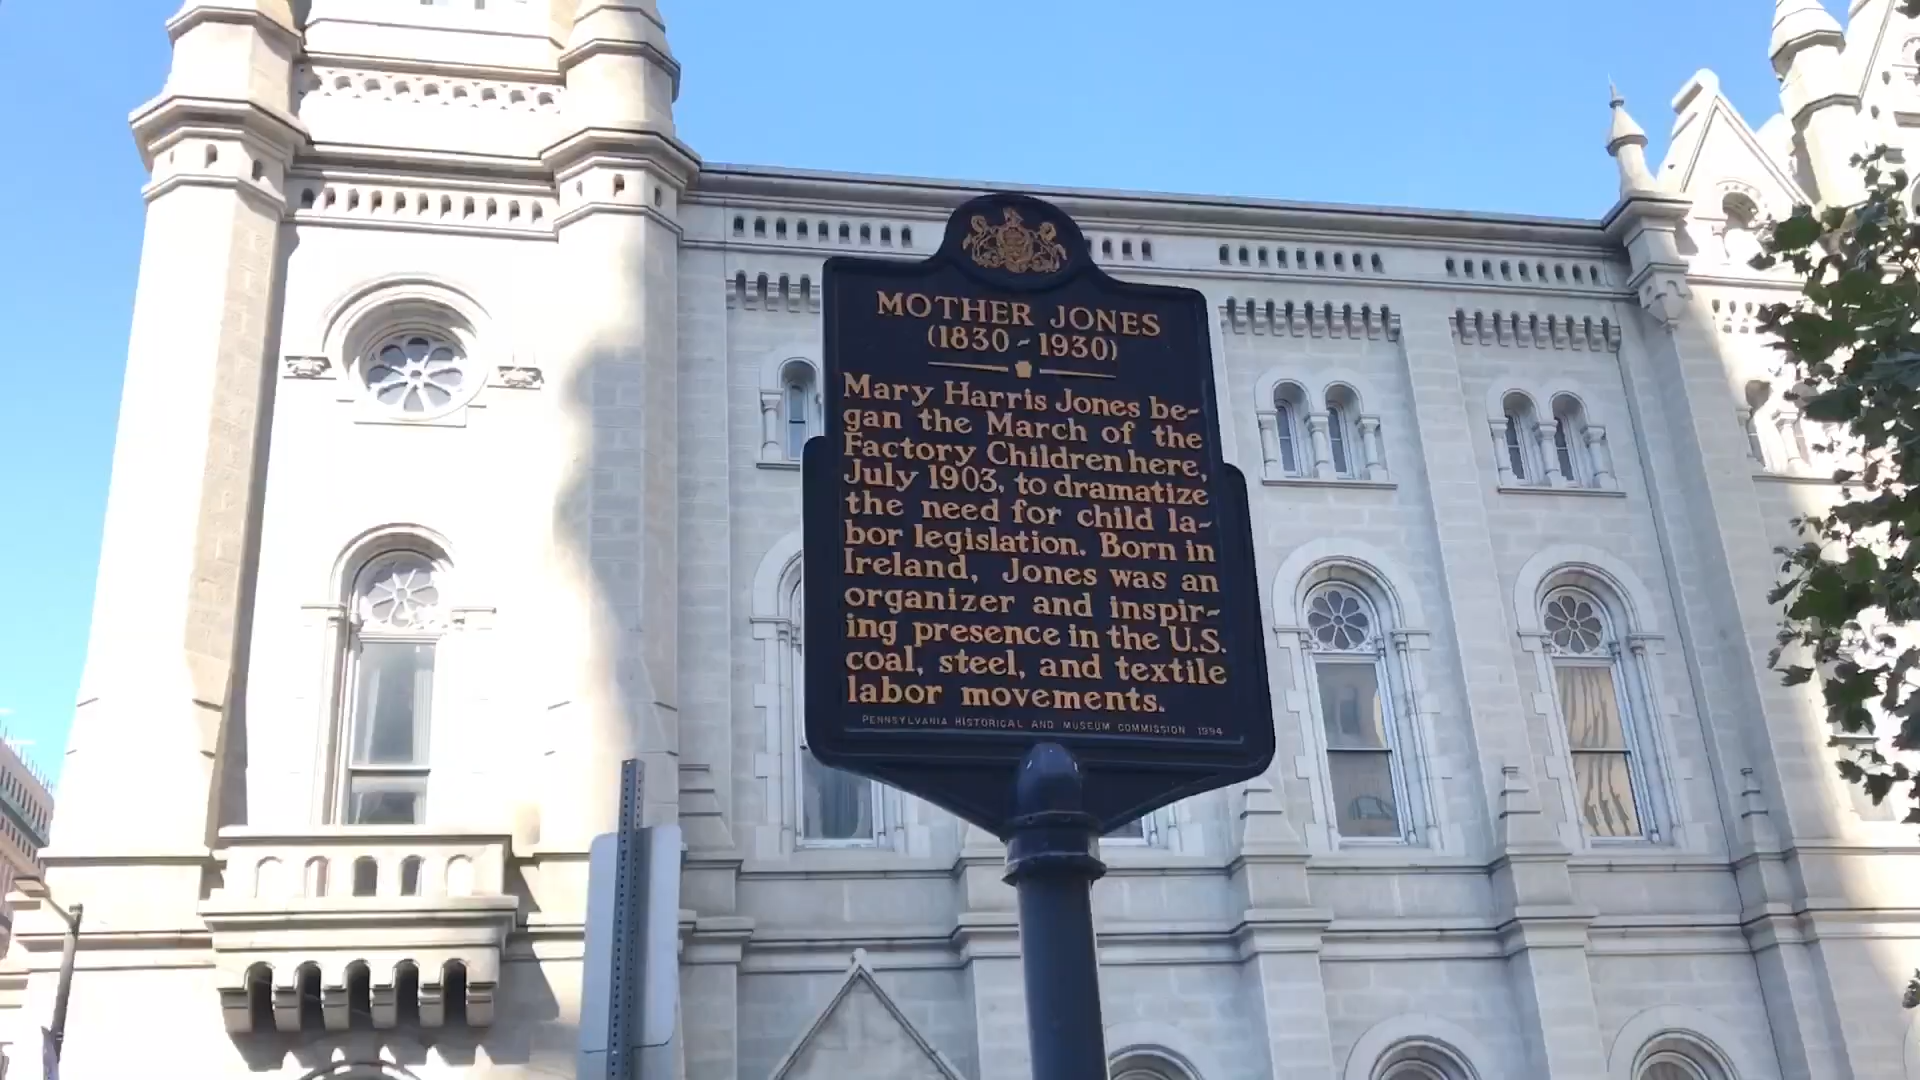 MOTHER JONES
(1830-1930)
Mary Harris Jones be-
gan the March of the
Factory Children here,
July 1903, to dramatize
the need for child la-
bor legislation. Born in
Ireland, Jones was an
organizer and inspir-
ing presence in the U.S.
coal, steel, and textile
labor movements.
PENNSYLVANIA HISTORICAL AND MUSEUM COMMISSION 1994